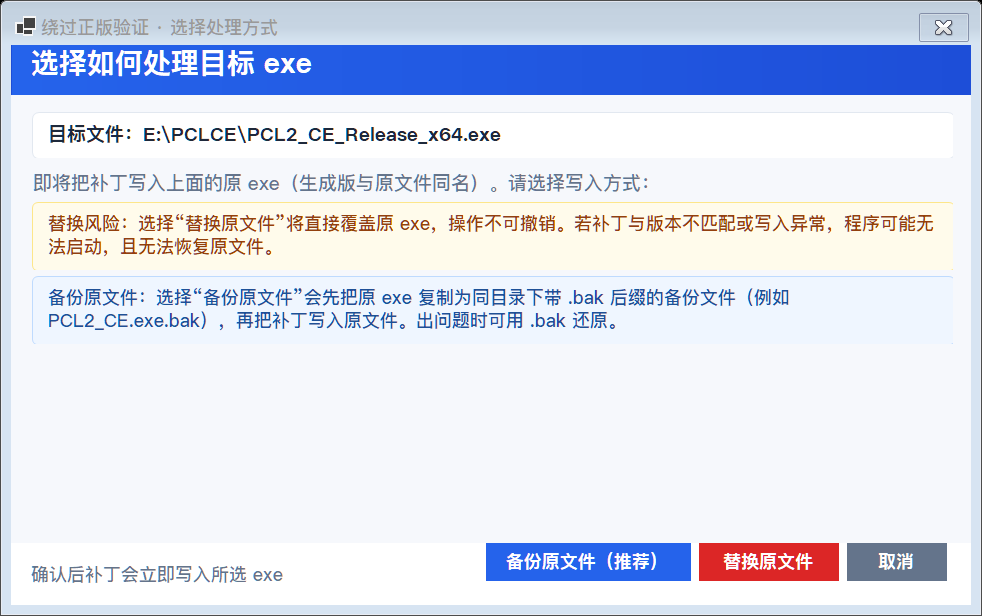 绕过正版验证 · 选择处理方式
选择如何处理目标 exe
目标文件：E:\PCLCE\PCL2_CE_Release_x64.exe
即将把补丁写入上面的原 exe（生成版与原文件同名）。请选择写入方式：
替换风险：选择“替换原文件”将直接覆盖原 exe，操作不可撤销。若补丁与版本不匹配或写入异常，程序可能无
法启动，且无法恢复原文件。
备份原文件：选择“备份原文件”会先把原 exe 复制为同目录下带 .bak 后缀的备份文件（例如
PCL2_CE.exe.bak），再把补丁写入原文件。出问题时可用 .bak 还原。
确认后补丁会立即写入所选 exe
备份原文件（推荐）
替换原文件
取消